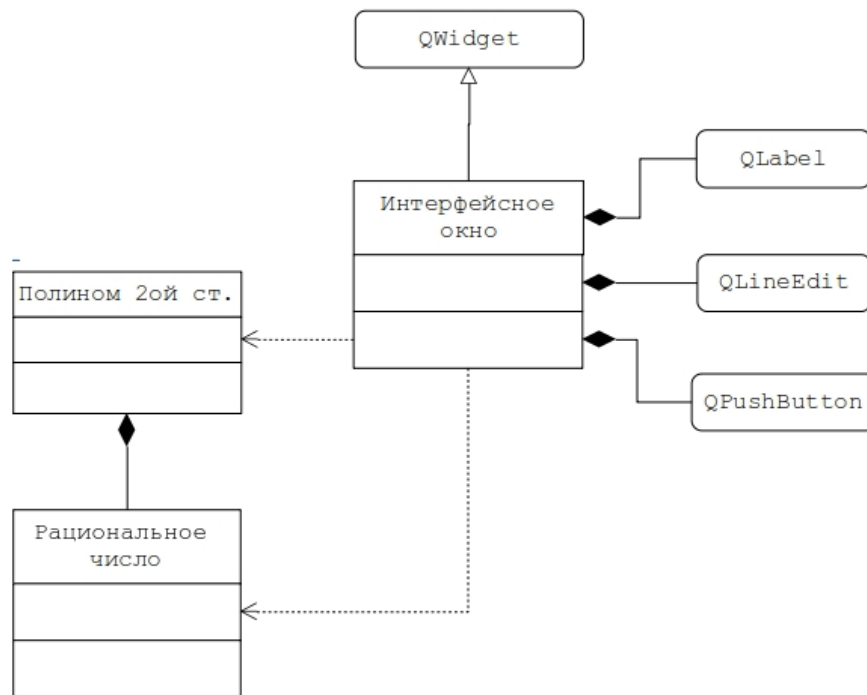 QWidget
QLabel
Интерфейсное
окно
QLineEdit
Полином 2ой ст.
QPushButton
Рациональное
число